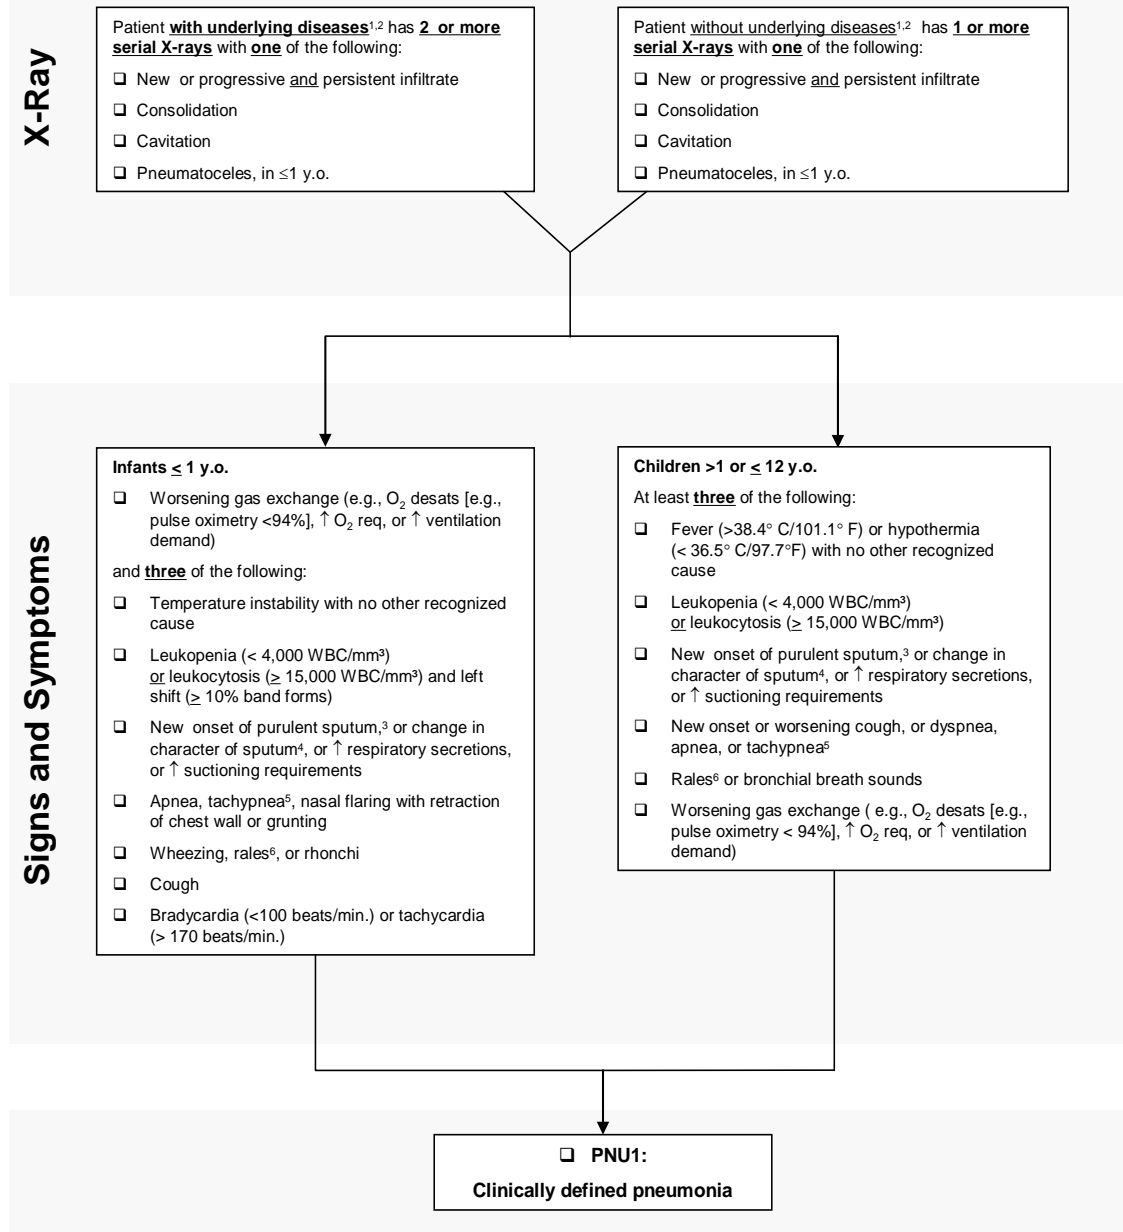 X-Ray
Patient with underlying diseases1,2 has 2 or more
serial X-rays with one of the following:
❑ New or progressive and persistent infiltrate
❑ Consolidation
❑ Cavitation
❑ Pneumatoceles, in ≤1 y.o.
Patient without underlying diseases1,2 has 1 or more
serial X-rays with one of the following:
❑ New or progressive and persistent infiltrate
❑ Consolidation
❑ Cavitation
❑ Pneumatoceles, in ≤1 y.o.
Signs and Symptoms
Infants < 1 y.o.
❑ Worsening gas exchange (e.g., O2 desats [e.g.,
pulse oximetry <94%], ↑ O2 req, or ↑ ventilation
demand)
and three of the following:
❑ Temperature instability with no other recognized
cause
❑ Leukopenia (< 4,000 WBC/mm³)
or leukocytosis (> 15,000 WBC/mm³) and left
shift (> 10% band forms)
❑ New onset of purulent sputum,3 or change in
character of sputum4, or ↑ respiratory secretions,
or ↑ suctioning requirements
❑ Apnea, tachypnea5, nasal flaring with retraction
of chest wall or grunting
❑ Wheezing, rales6, or rhonchi
❑ Cough
❑ Bradycardia (<100 beats/min.) or tachycardia
(> 170 beats/min.)
Children >1 or < 12 y.o.
At least three of the following:
❑ Fever (>38.4° C/101.1° F) or hypothermia
(< 36.5° C/97.7°F) with no other recognized
cause
❑ Leukopenia (< 4,000 WBC/mm³)
or leukocytosis (> 15,000 WBC/mm³)
❑ New onset of purulent sputum,3 or change in
character of sputum4, or ↑ respiratory secretions,
or ↑ suctioning requirements
❑ New onset or worsening cough, or dyspnea,
apnea, or tachypnea5
❑ Rales6 or bronchial breath sounds
❑ Worsening gas exchange ( e.g., O2 desats [e.g.,
pulse oximetry < 94%], ↑ O2 req, or ↑ ventilation
demand)
❑ PNU1:
Clinically defined pneumonia